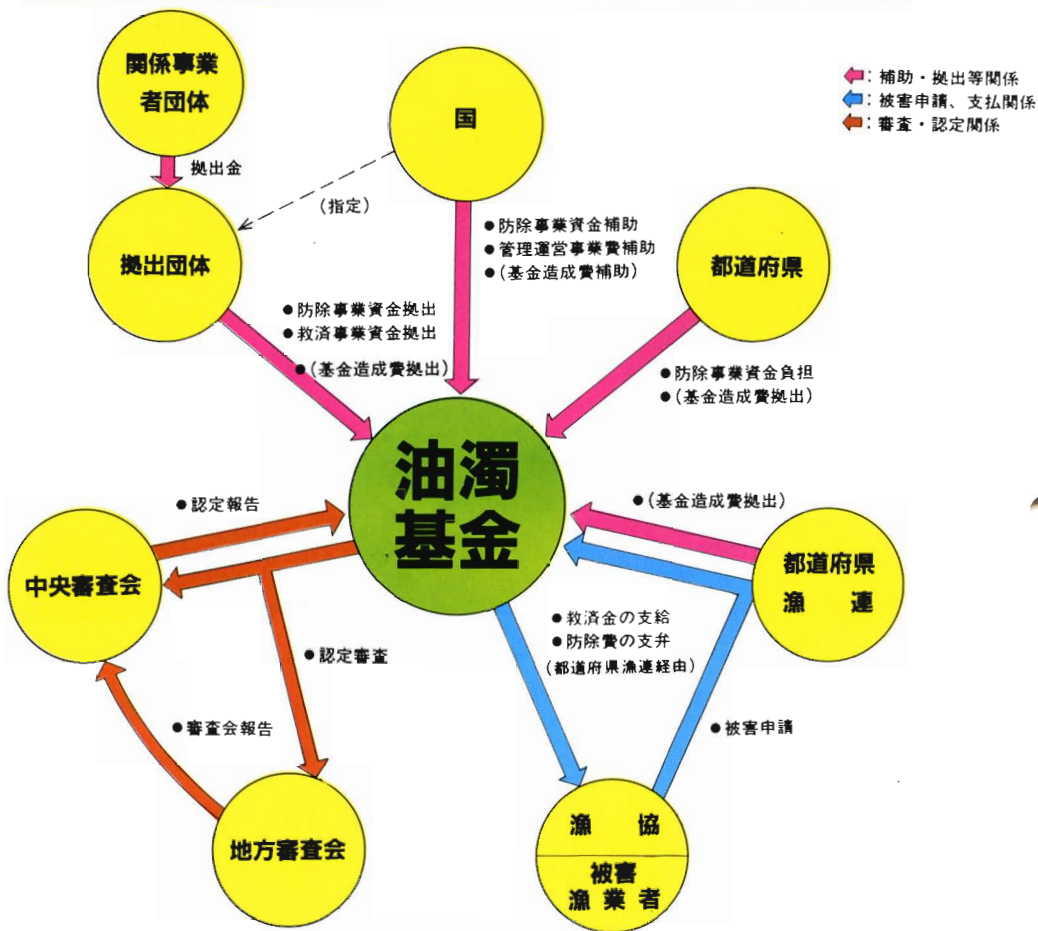 関係事業
者団体
国
←：補助・拠出等関係
←：被害申請、支払関係
←：審査・認定関係
拠出金
(指定)
拠出団体
●防除事業資金補助
●管理運営事業費補助
●(基金造成費補助)
都道府県
●防除事業資金拠出
●救済事業資金拠出
●(基金造成費拠出)
●防除事業資金負担
●(基金造成費拠出)
油濁
基金
●認定報告
●(基金造成費拠出)
中央審査会
都道府県
漁連
●救済金の支給
●防除費の支弁
(都道府県漁連経由)
●認定審査
●審査会報告
●被害申請
地方審査会
漁協
被害
漁業者